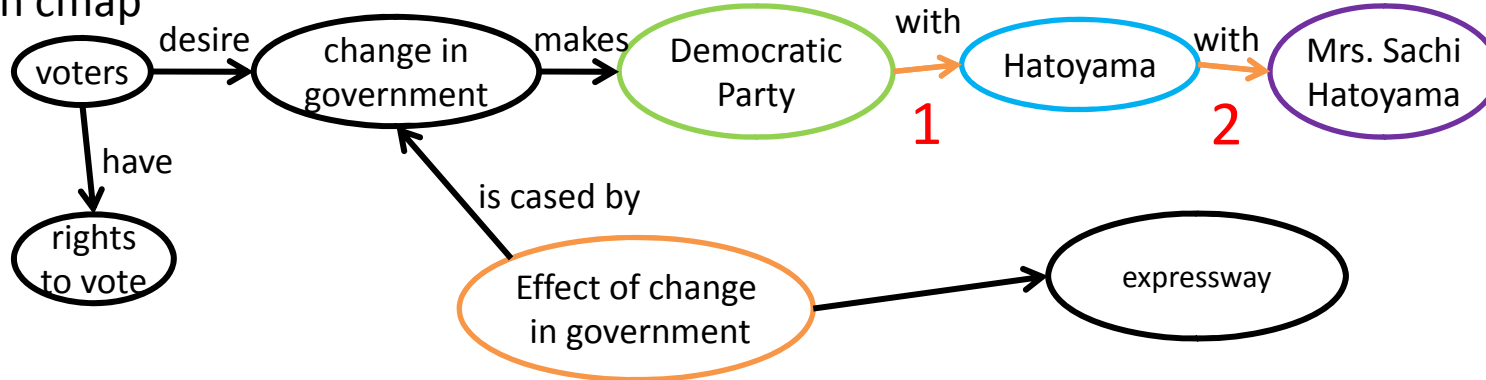 cmap
desire
makes
with
with
voters
change in
government
Democratic
Party
Hatoyama
Mrs. Sachi
Hatoyama
1
2
have
is cased by
rights
to vote
Effect of change
in government
expressway